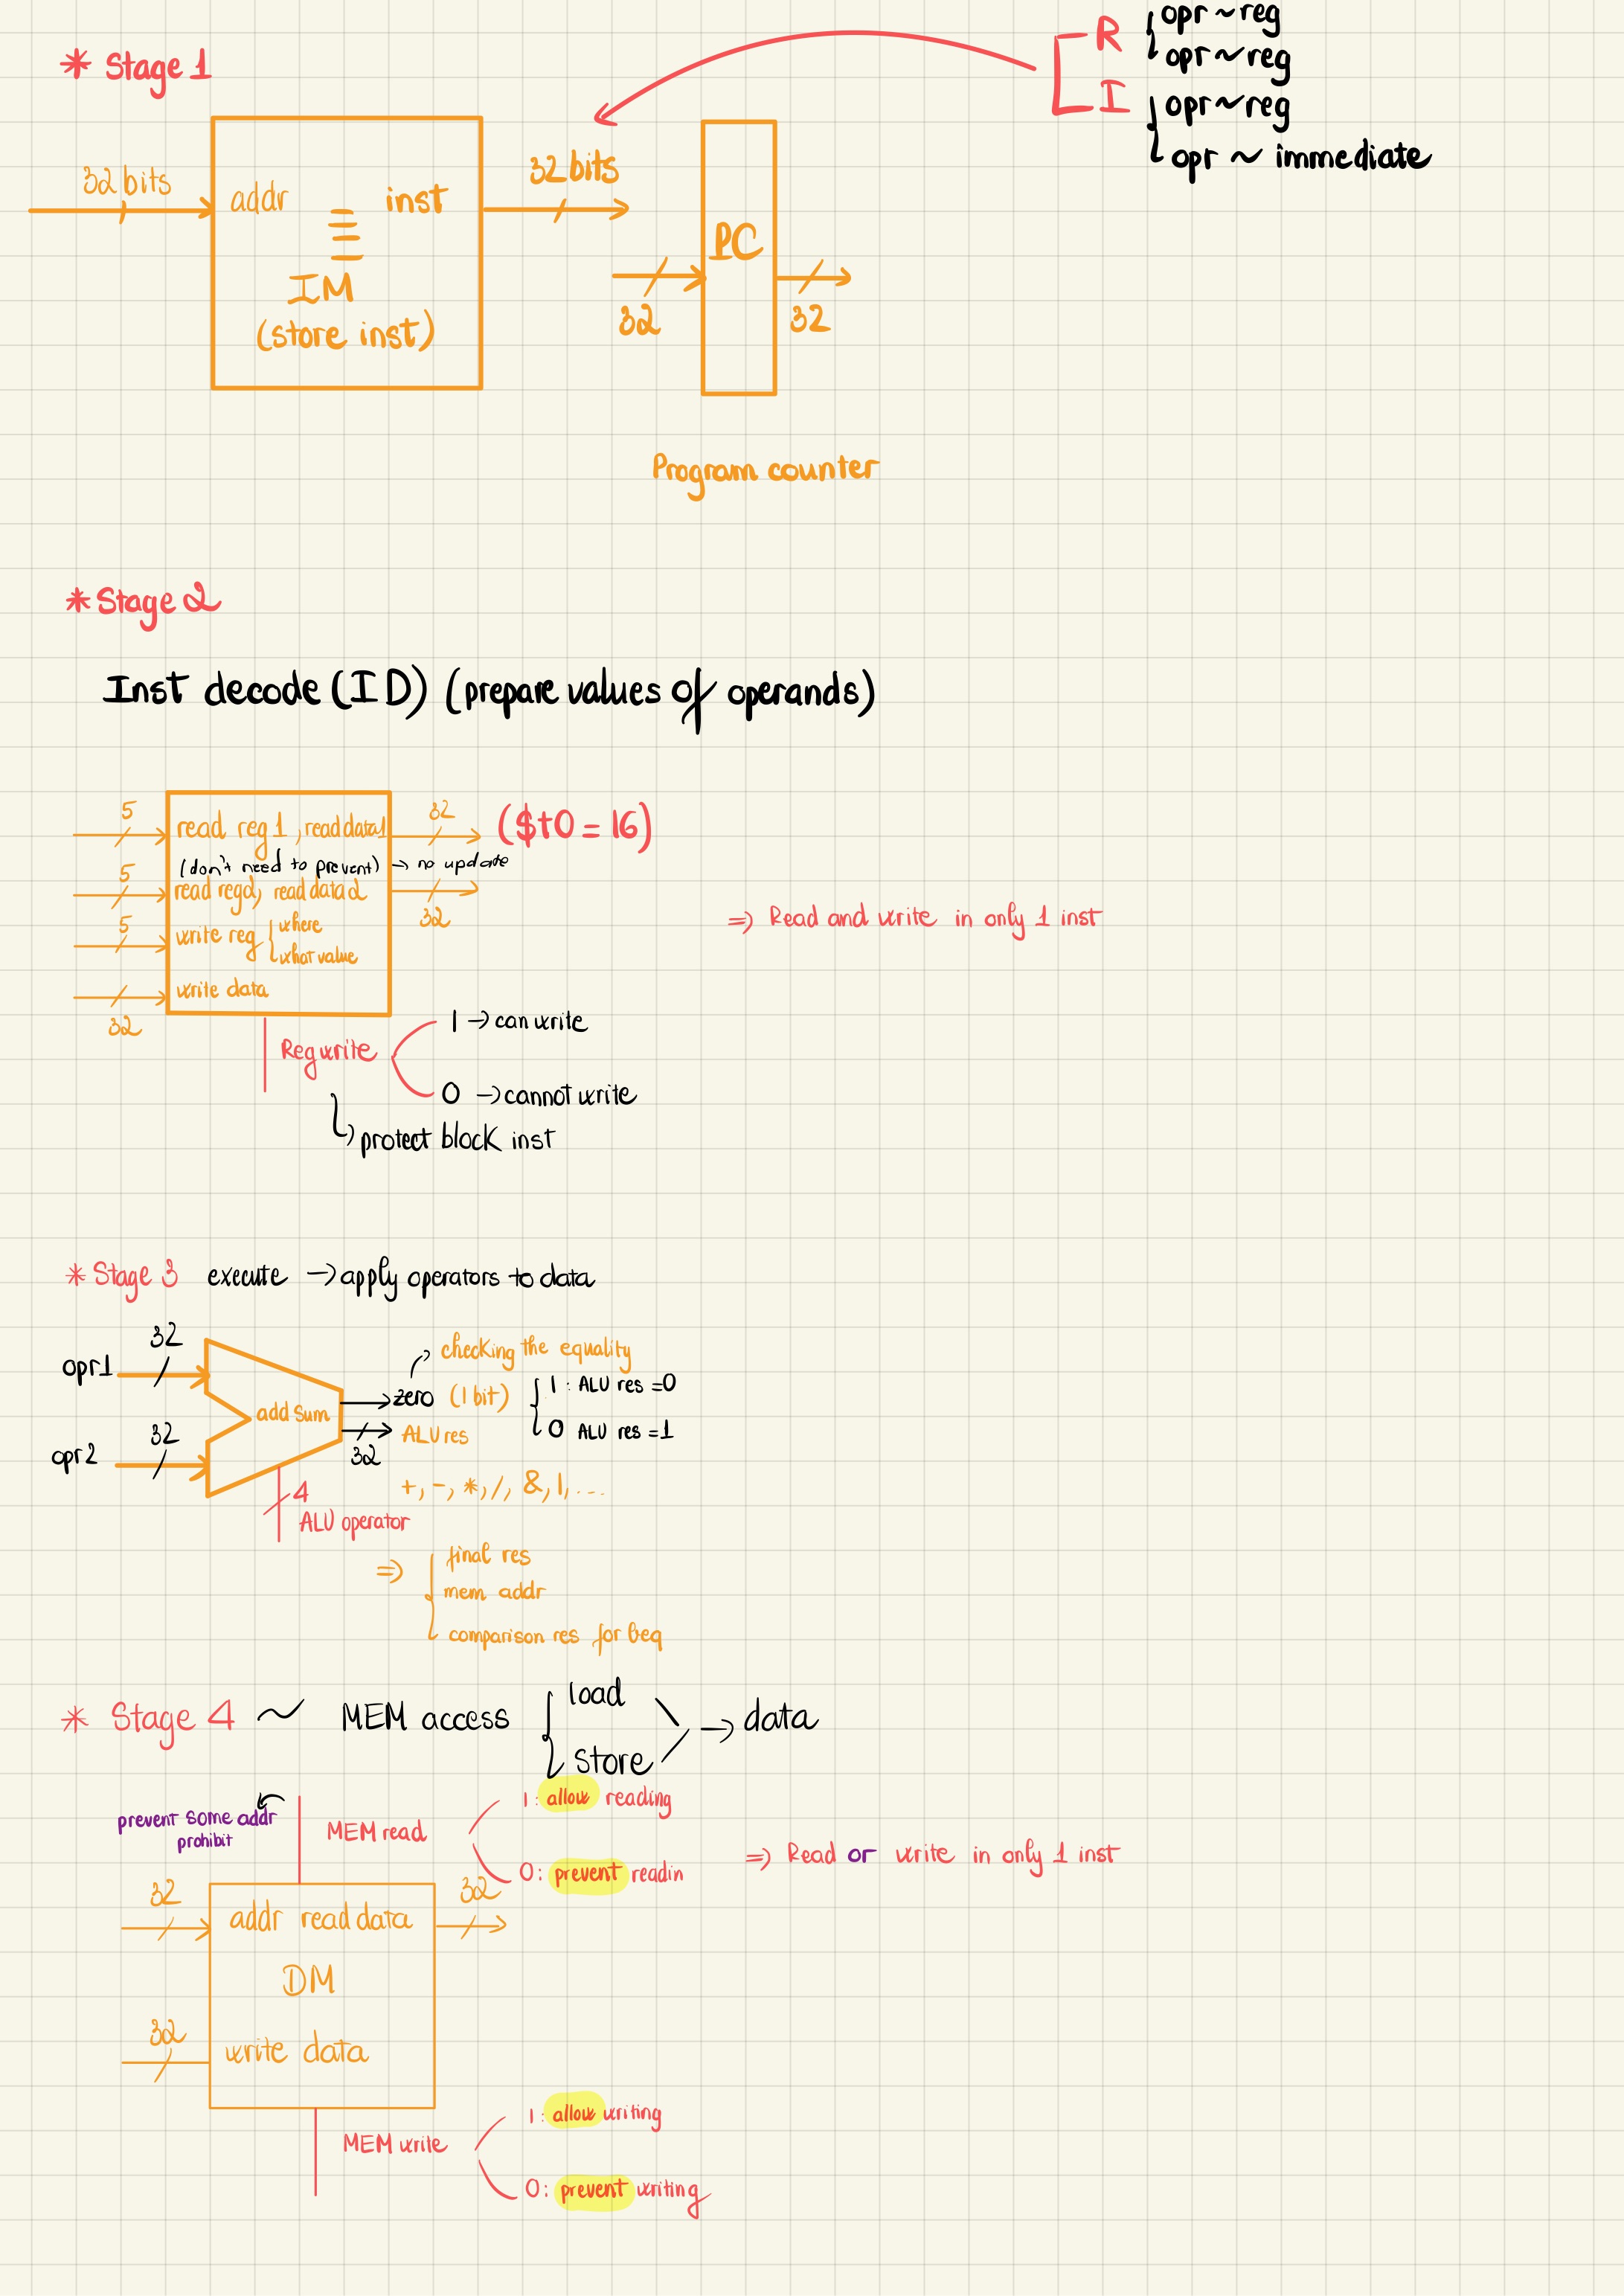 * Stage 1
R { opr ~ reg
opr ~ reg
I { opr ~ reg
opr ~ immediate
32 bits
addr inst
IM
(store inst)
32 bits
PC
32
32
Program counter
* Stage 2
Inst decode (ID) (prepare values of operands)
5
read reg 1, read data1
32
($t0 = 16)
(don't need to prevent) → no update
5
read reg2, read data 2
32
5
write reg { where
what value
write data
32
⇒ Read and write in only 1 inst
Reg write
1 → can write
0 → cannot write
↳ protect block inst
* Stage 3 execute → apply operators to data
opr1
32
opr2
32
add sum
checking the equality
zero (1 bit) { 1 : ALU res = 0
0 ALU res = 1
ALU res
32
+, -, *, /, &, |, ...
4
ALU operator
⇒ { final res
mem addr
comparison res for beq
* Stage 4 ~ MEM access { load
store
→ data
prevent some addr
prohibit
MEM read
1: allow reading
0: prevent readin
⇒ Read or write in only 1 inst
32
addr read data
32
DM
32
write data
MEM write
1: allow writing
0: prevent writing